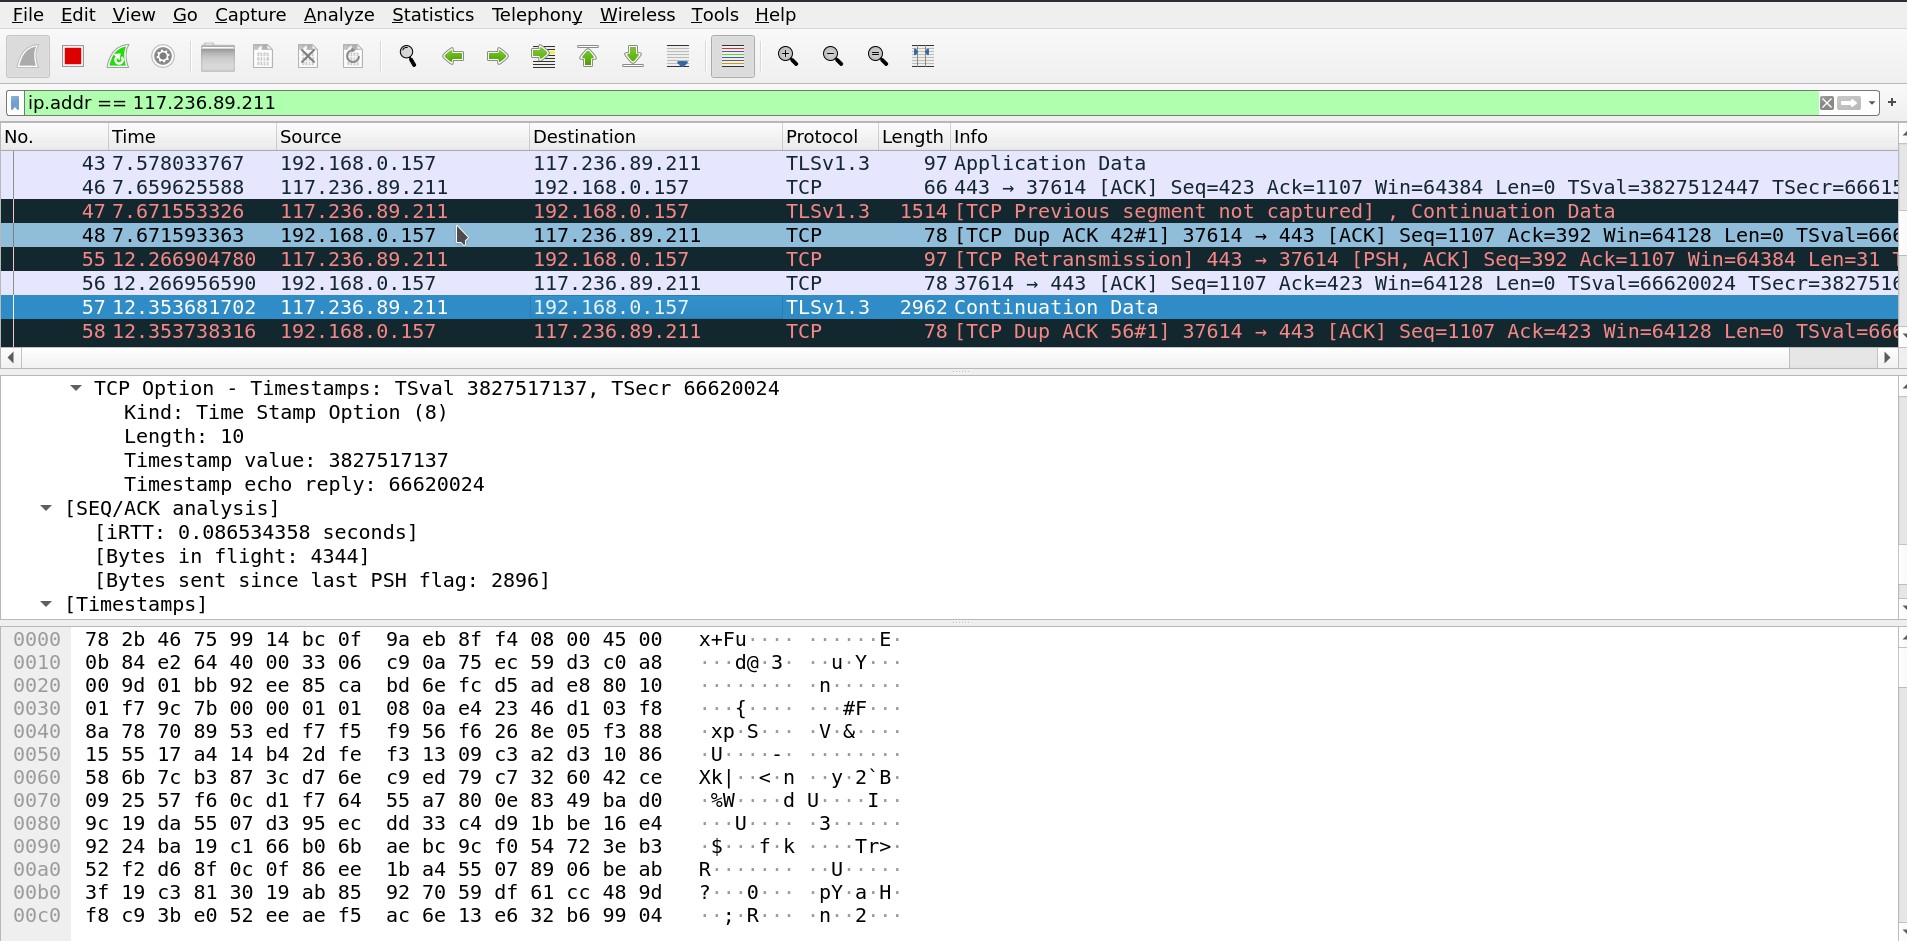 File Edit View Go Capture Analyze Statistics Telephony Wireless Tools Help
ip.addr == 117.236.89.211
No. Time Source Destination Protocol Length Info
43 7.578033767 192.168.0.157 117.236.89.211 TLSv1.3 97 Application Data
46 7.659625588 117.236.89.211 192.168.0.157 TCP 66 443 → 37614 [ACK] Seq=423 Ack=1107 Win=64384 Len=0 TSval=3827512447 TSecr=66615
47 7.671553326 117.236.89.211 192.168.0.157 TLSv1.3 1514 [TCP Previous segment not captured] , Continuation Data
48 7.671593363 192.168.0.157 117.236.89.211 TCP 78 [TCP Dup ACK 42#1] 37614 → 443 [ACK] Seq=1107 Ack=392 Win=64128 Len=0 TSval=666
55 12.266904780 117.236.89.211 192.168.0.157 TCP 97 [TCP Retransmission] 443 → 37614 [PSH, ACK] Seq=392 Ack=1107 Win=64384 Len=31 T
56 12.266956590 192.168.0.157 117.236.89.211 TCP 78 37614 → 443 [ACK] Seq=1107 Ack=423 Win=64128 Len=0 TSval=66620024 TSecr=3827516
57 12.353681702 117.236.89.211 192.168.0.157 TLSv1.3 2962 Continuation Data
58 12.353738316 192.168.0.157 117.236.89.211 TCP 78 [TCP Dup ACK 56#1] 37614 → 443 [ACK] Seq=1107 Ack=423 Win=64128 Len=0 TSval=666
TCP Option - Timestamps: TSval 3827517137, TSecr 66620024
Kind: Time Stamp Option (8)
Length: 10
Timestamp value: 3827517137
Timestamp echo reply: 66620024
[SEQ/ACK analysis]
[iRTT: 0.086534358 seconds]
[Bytes in flight: 4344]
[Bytes sent since last PSH flag: 2896]
[Timestamps]
0000 78 2b 46 75 99 14 bc 0f 9a eb 8f f4 08 00 45 00 x+Fu···· ······E·
0010 0b 84 e2 64 40 00 33 06 c9 0a 75 ec 59 d3 c0 a8 ···d@·3· ··u·Y···
0020 00 9d 01 bb 92 ee 85 ca bd 6e fc d5 ad e8 80 10 ········ ·n······
0030 01 f7 9c 7b 00 00 01 01 08 0a e4 23 46 d1 03 f8 ···{···· ···#F···
0040 8a 78 70 89 53 ed f7 f5 f9 56 f6 26 8e 05 f3 88 ·xp·S··· ·V·&····
0050 15 55 17 a4 14 b4 2d fe f3 13 09 c3 a2 d3 10 86 ·U····-· ········
0060 58 6b 7c b3 87 3c d7 6e c9 ed 79 c7 32 60 42 ce Xk|··<·n ··y·2`B·
0070 09 25 57 f6 0c d1 f7 64 55 a7 80 0e 83 49 ba d0 ·%W····d U····I··
0080 9c 19 da 55 07 d3 95 ec dd 33 c4 d9 1b be 16 e4 ···U···· ·3······
0090 92 24 ba 19 c1 66 b0 6b ae bc 9c f0 54 72 3e b3 ·$···f·k ····Tr>·
00a0 52 f2 d6 8f 0c 0f 86 ee 1b a4 55 07 89 06 be ab R······· ··U·····
00b0 3f 19 c3 81 30 19 ab 85 92 70 59 df 61 cc 48 9d ?···0··· ·pY·a·H·
00c0 f8 c9 3b e0 52 ee ae f5 ac 6e 13 e6 32 b6 99 04 ··;·R··· ·n··2···